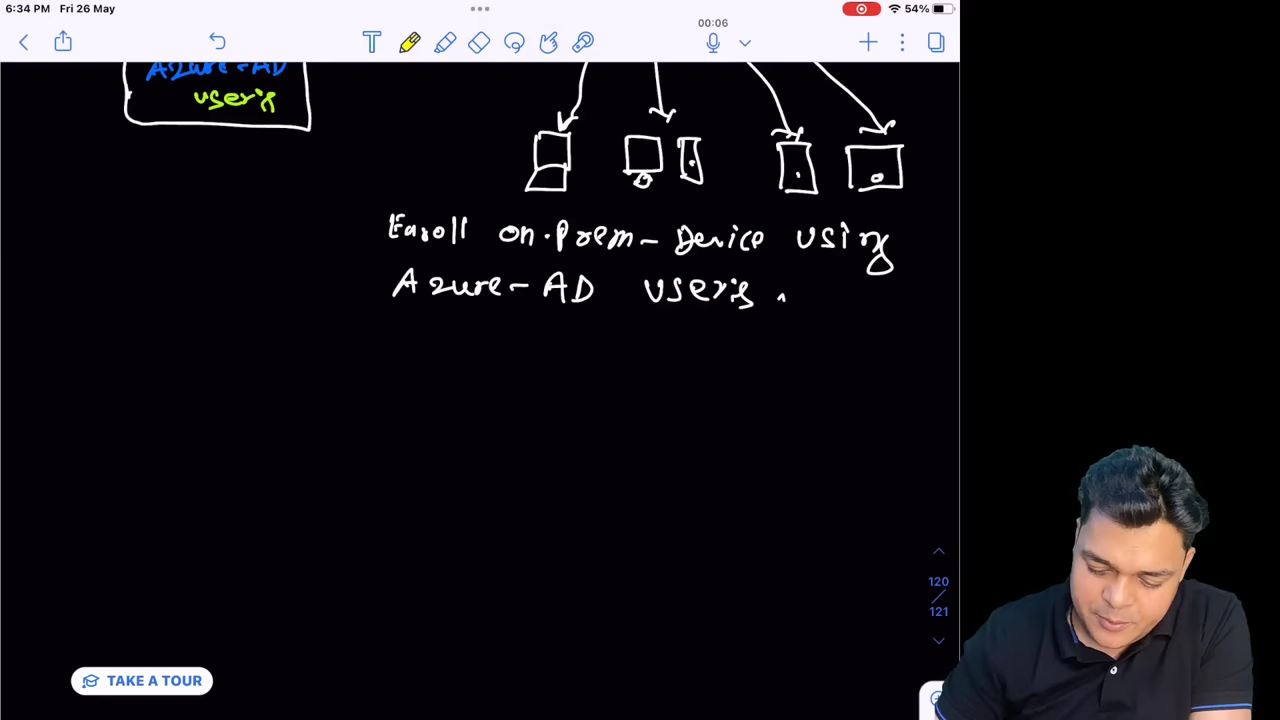 6:34 PM Fri 26 May
54%
00:06
T
Azure-AD
users
Enroll on-Prem-Device using
Azure-AD users
120
121
TAKE A TOUR